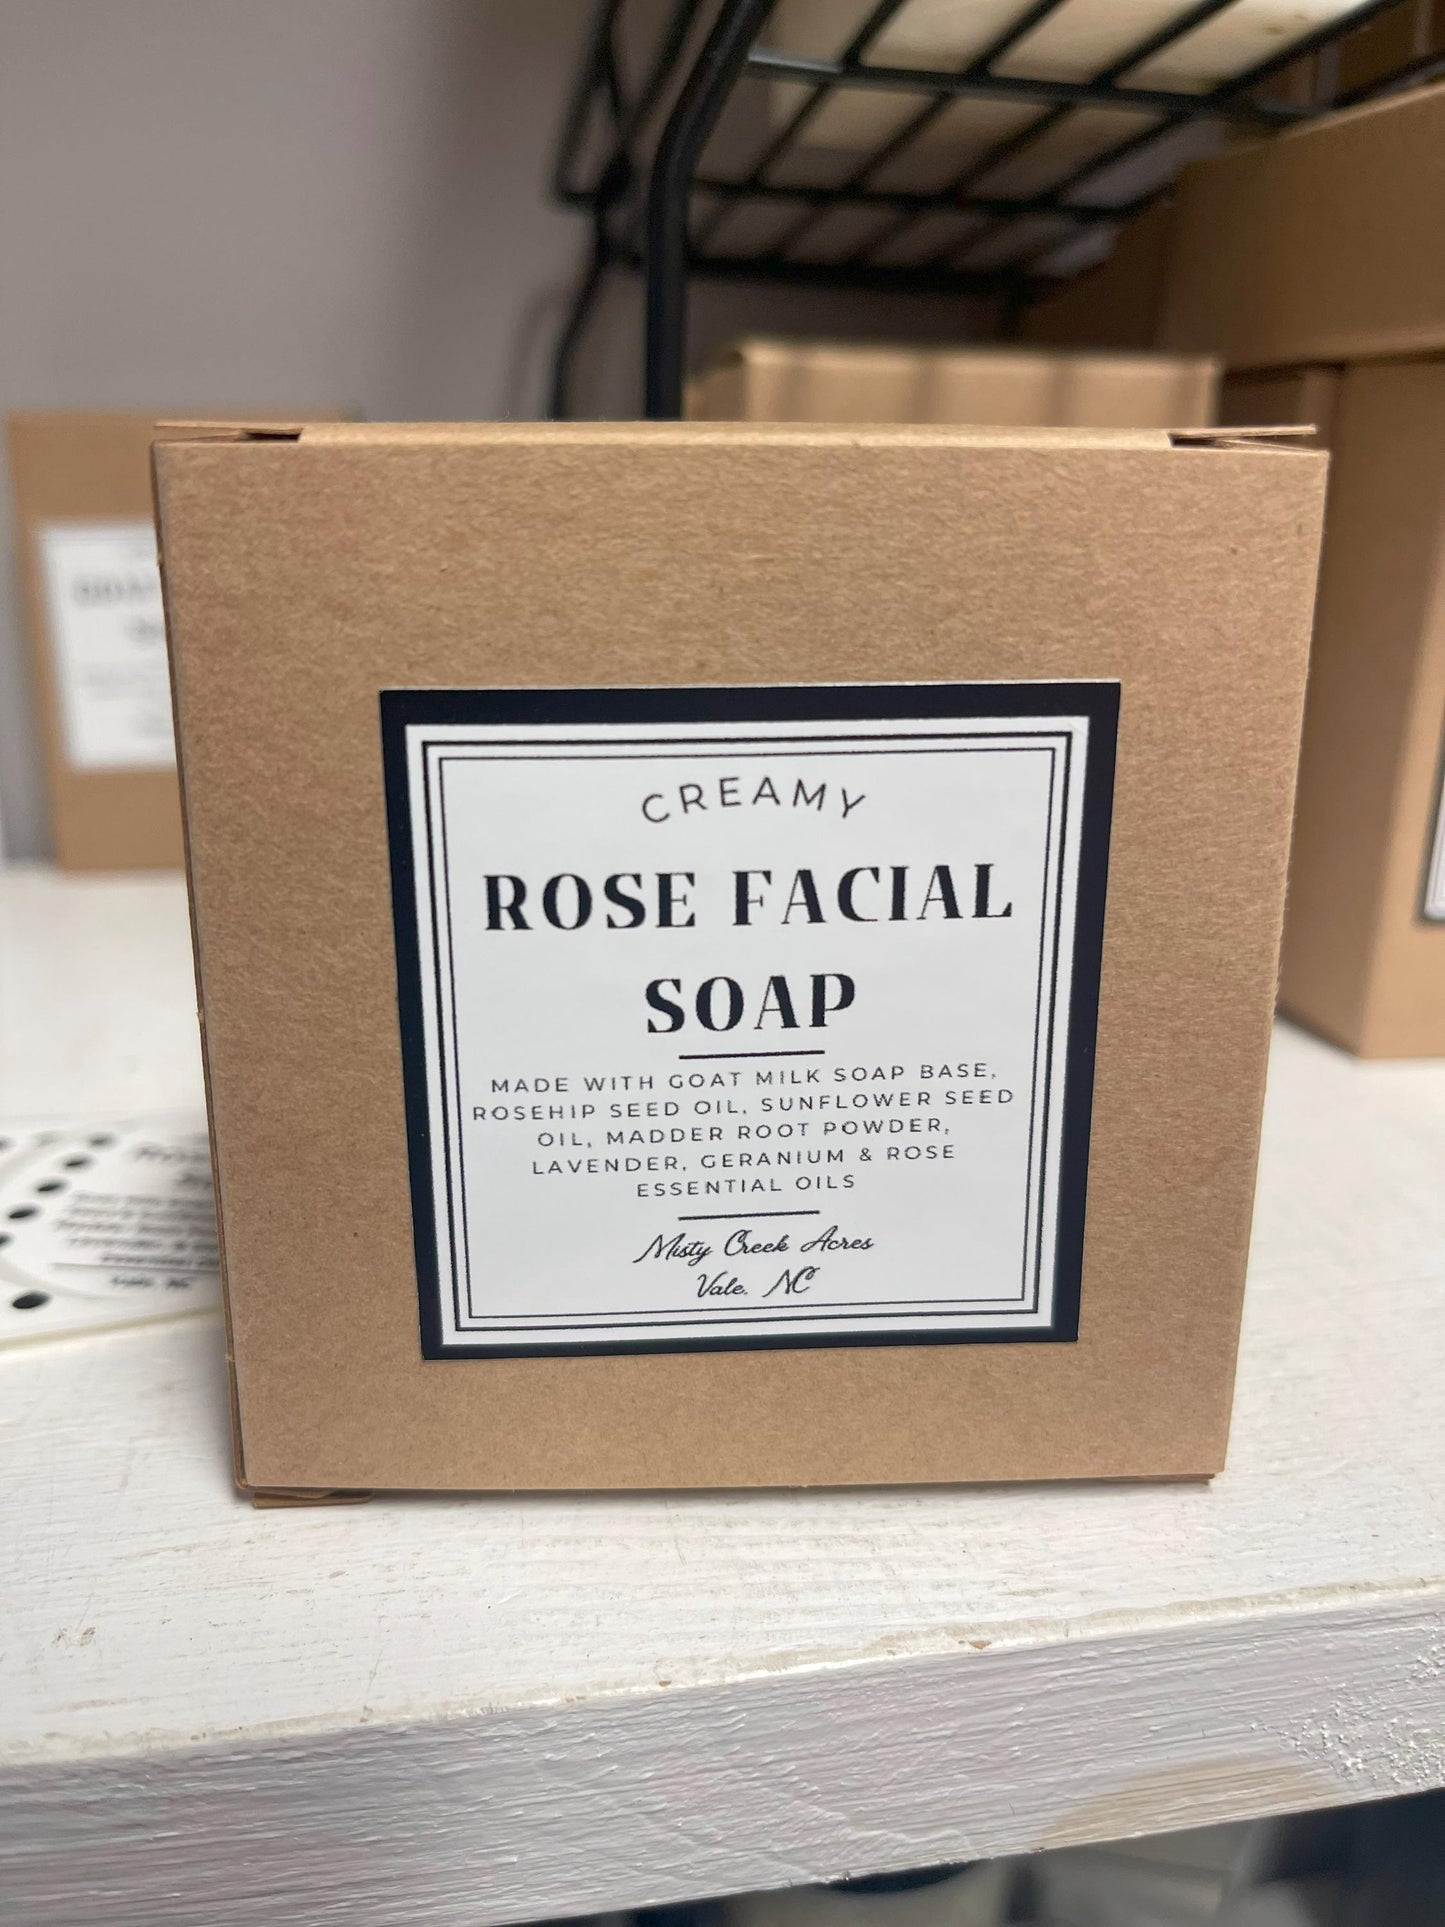 CREAMY
ROSE FACIAL
SOAP
MADE WITH GOAT MILK SOAP BASE,
ROSEHIP SEED OIL, SUNFLOWER SEED
OIL, MADDER ROOT POWDER,
LAVENDER, GERANIUM & ROSE
ESSENTIAL OILS
Misty Creek Acres
Vale, NC